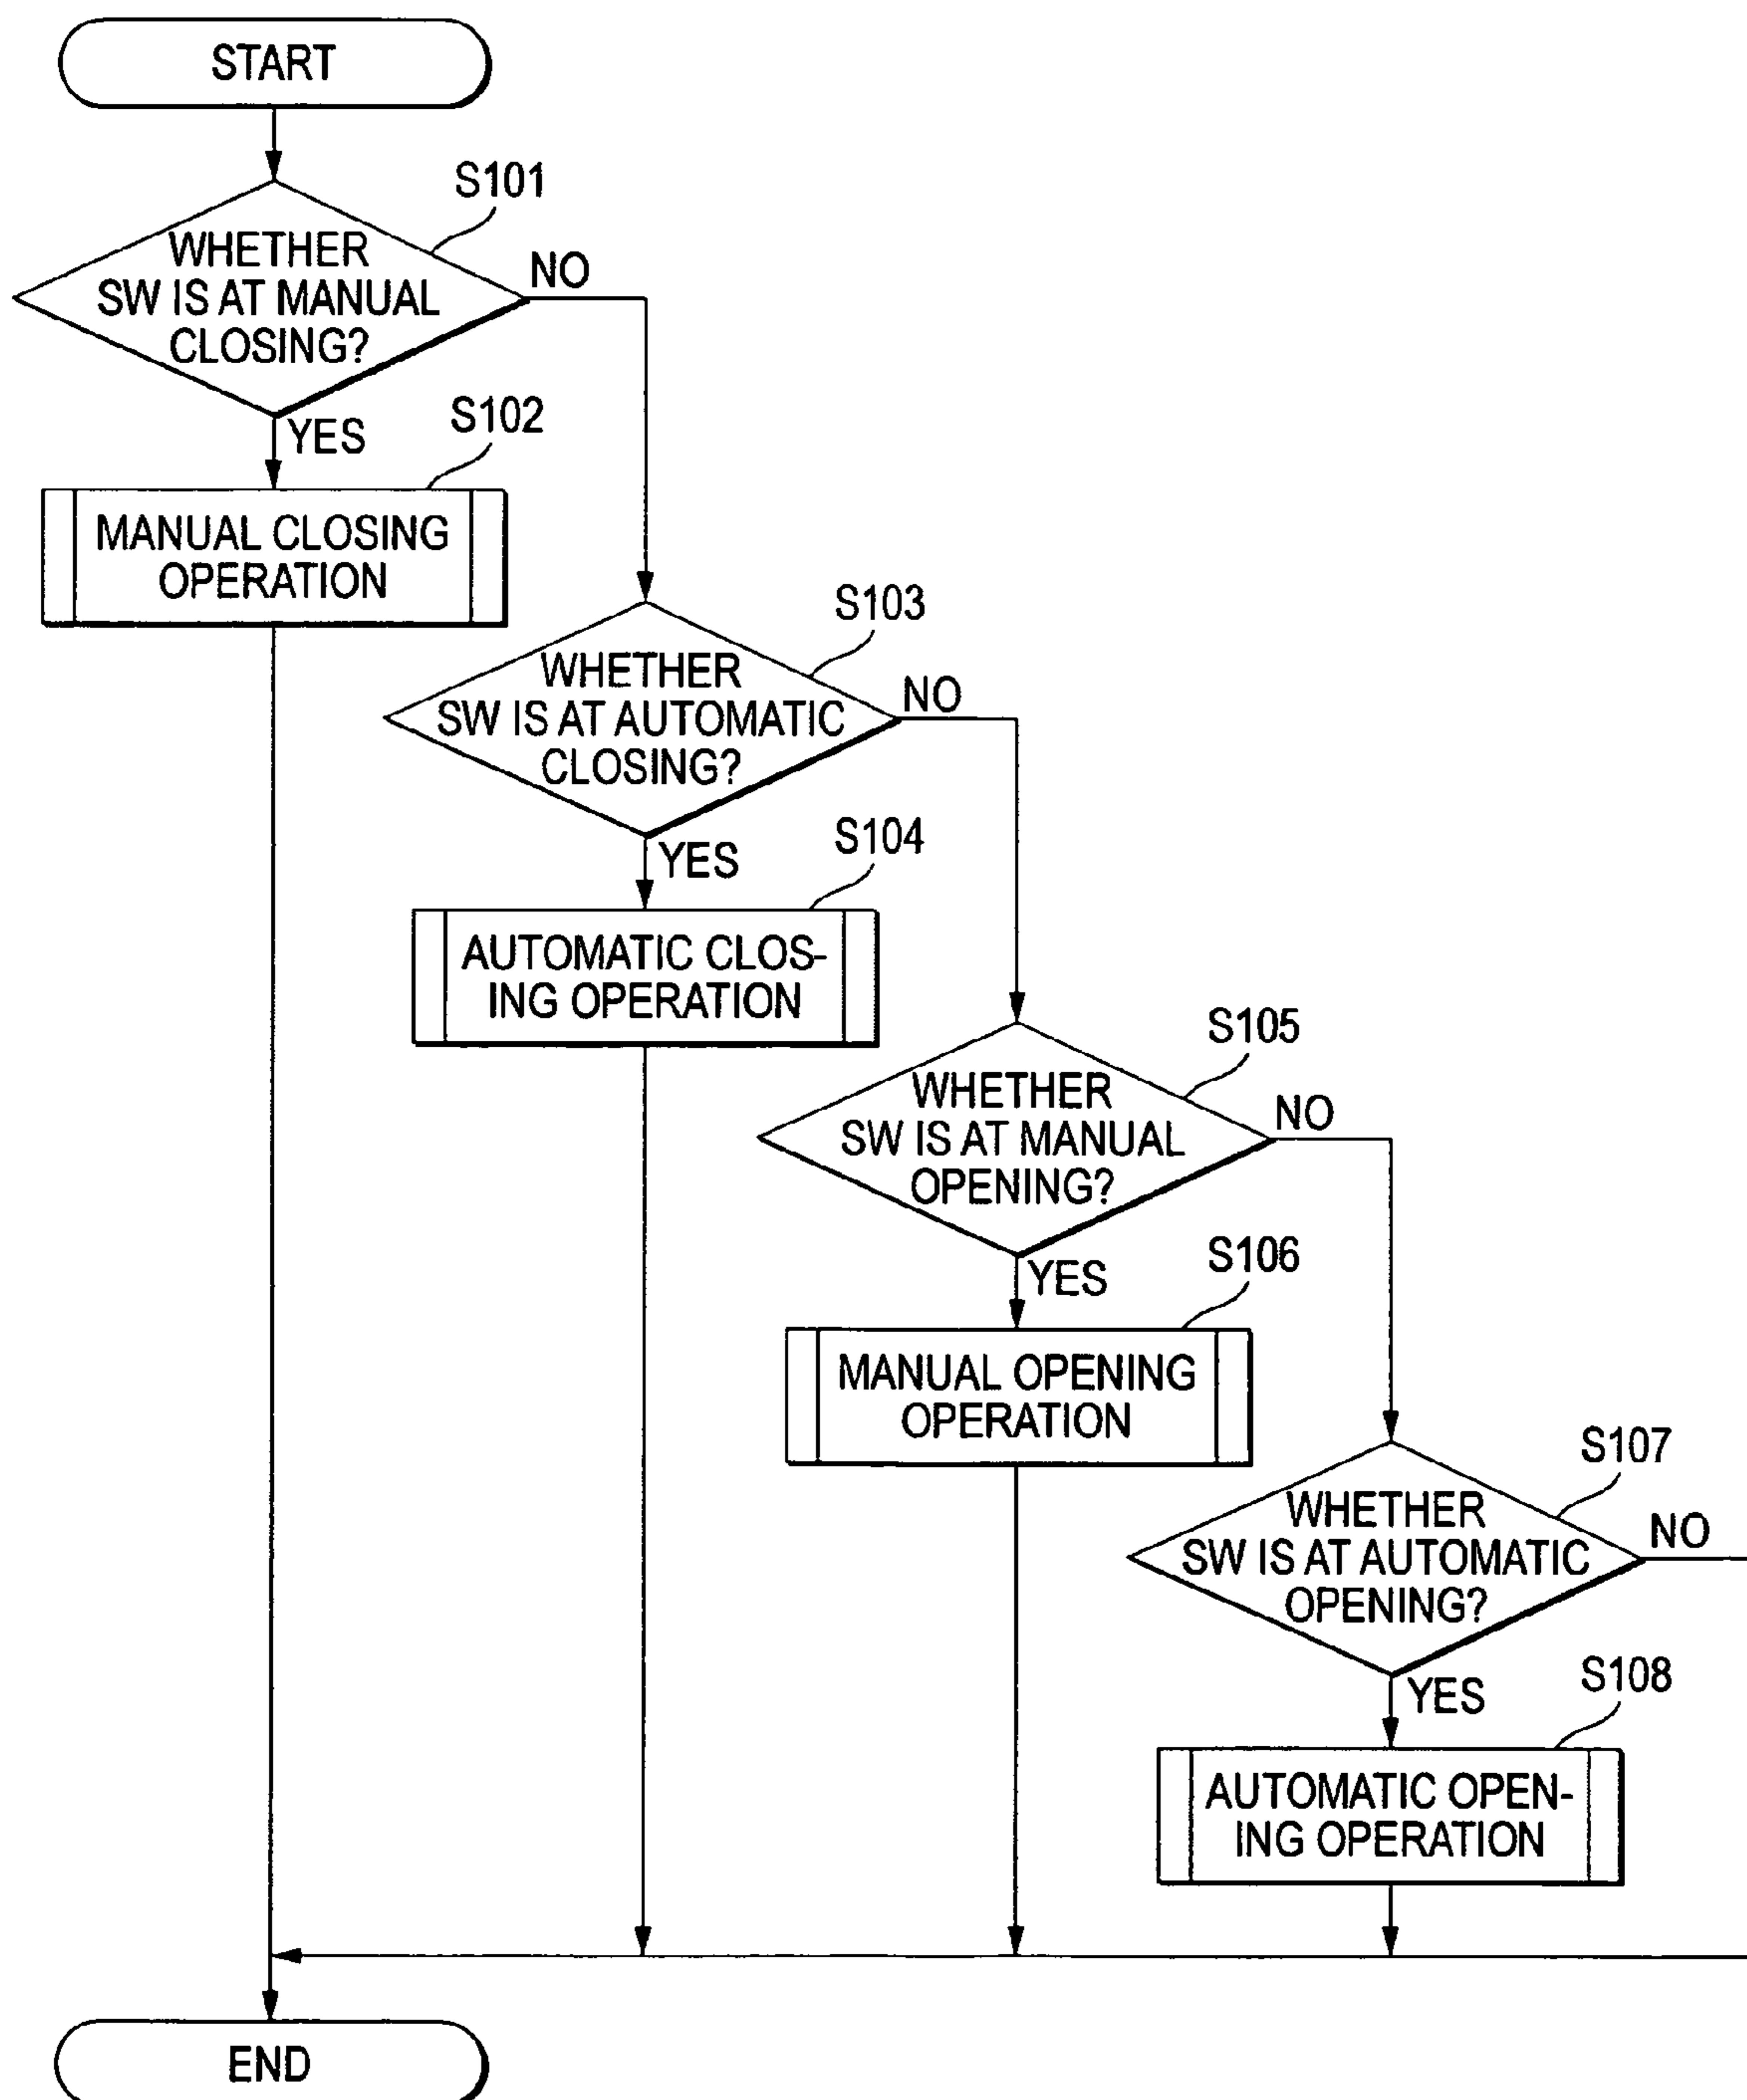 START
S101
WHETHER
SW IS AT MANUAL
CLOSING?
NO
YES
S102
MANUAL CLOSING
OPERATION
S103
WHETHER
SW IS AT AUTOMATIC
CLOSING?
NO
YES
S104
AUTOMATIC CLOS-
ING OPERATION
S105
WHETHER
SW IS AT MANUAL
OPENING?
NO
YES
S106
MANUAL OPENING
OPERATION
S107
WHETHER
SW IS AT AUTOMATIC
OPENING?
NO
YES
S108
AUTOMATIC OPEN-
ING OPERATION
END